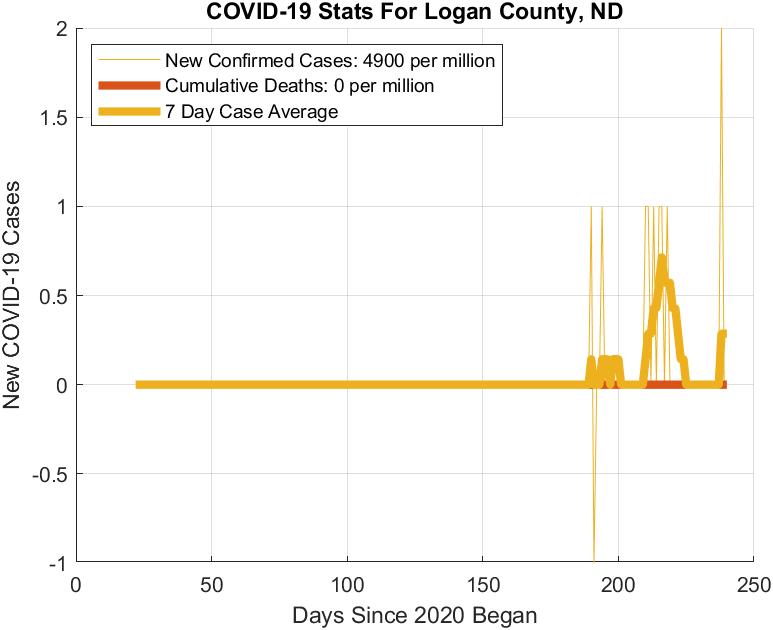 COVID-19 Stats For Logan County, ND
New Confirmed Cases: 4900 per million
Cumulative Deaths: 0 per million
7 Day Case Average
New COVID-19 Cases
2
1.5
1
0.5
0
-0.5
-1
0 50 100 150 200 250
Days Since 2020 Began